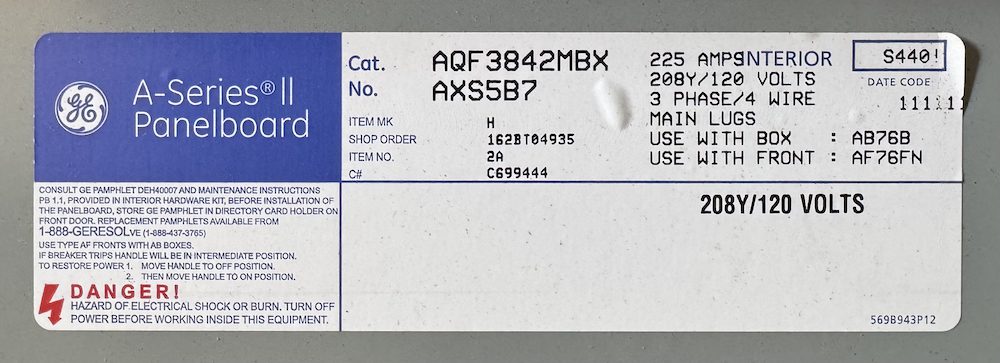 GE
A-Series® II
Panelboard
Cat. AQF3842MBX
No. AXS5B7
ITEM MK H
SHOP ORDER 162BT04935
ITEM NO. 2A
C# C699444
225 AMPS INTERIOR
208Y/120 VOLTS
3 PHASE/4 WIRE
MAIN LUGS
USE WITH BOX : AB76B
USE WITH FRONT : AF76FN
S440!
DATE CODE
111111
CONSULT GE PAMPHLET DEH40007 AND MAINTENANCE INSTRUCTIONS
PB 1.1, PROVIDED IN INTERIOR HARDWARE KIT, BEFORE INSTALLATION OF
THE PANELBOARD, STORE GE PAMPHLET IN DIRECTORY CARD HOLDER ON
FRONT DOOR. REPLACEMENT PAMPHLETS AVAILABLE FROM
1-888-GERESOLVE (1-888-437-3765)
USE TYPE AF FRONTS WITH AB BOXES.
IF BREAKER TRIPS HANDLE WILL BE IN INTERMEDIATE POSITION.
TO RESTORE POWER 1. MOVE HANDLE TO OFF POSITION.
2. THEN MOVE HANDLE TO ON POSITION.
DANGER!
HAZARD OF ELECTRICAL SHOCK OR BURN. TURN OFF
POWER BEFORE WORKING INSIDE THIS EQUIPMENT.
208Y/120 VOLTS
569B943P12